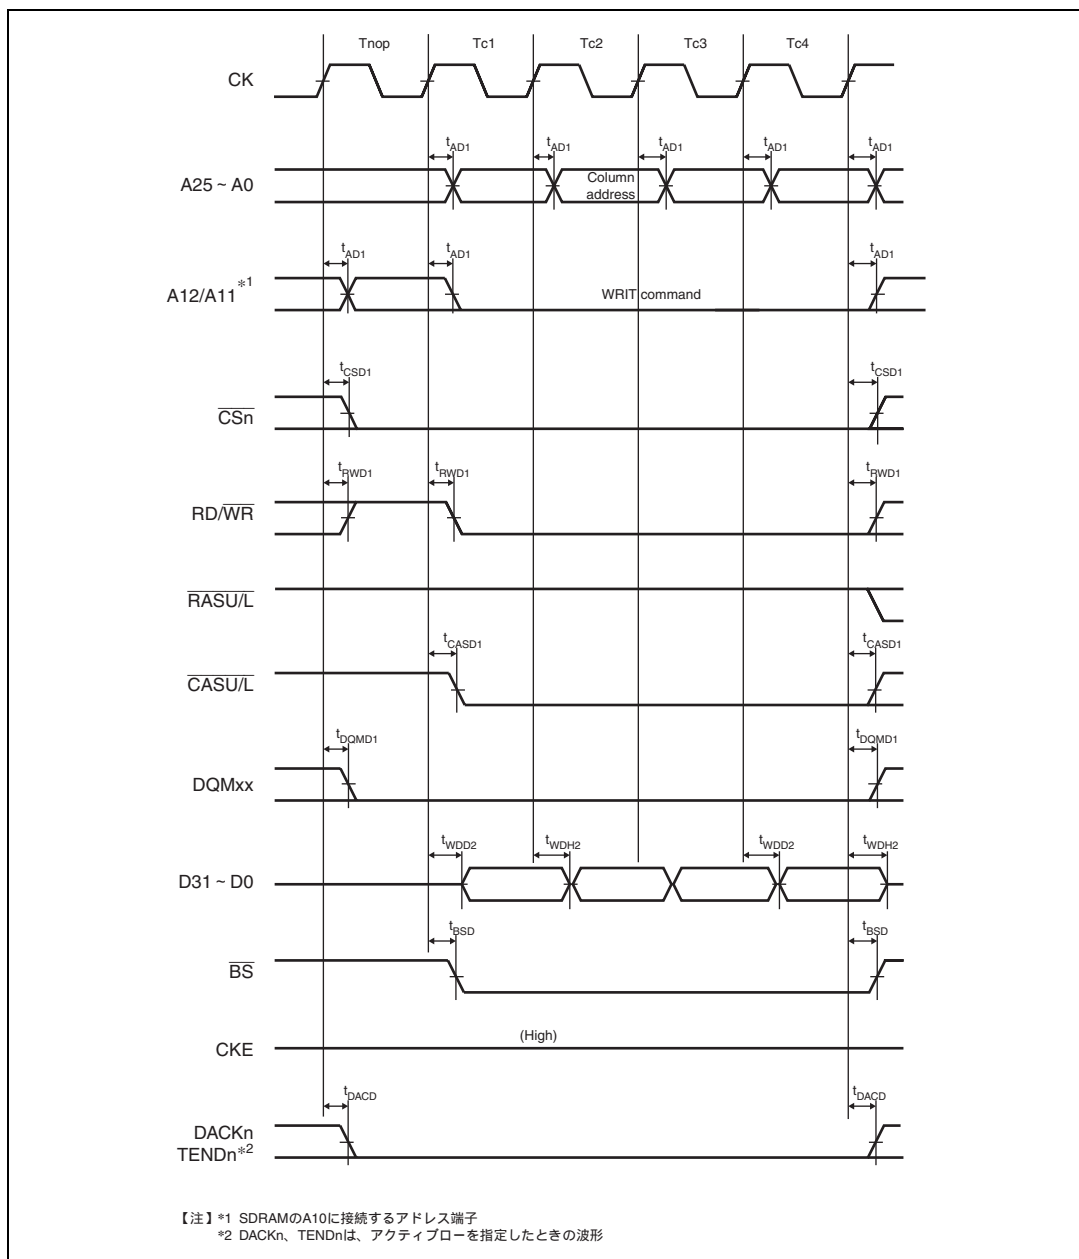 Tnop Tc1 Tc2 Tc3 Tc4
CK
tAD1 tAD1 tAD1 tAD1 tAD1
A25 ~ A0
Column
address
tAD1 tAD1 tAD1
A12/A11 *1
WRIT command
tCSD1 tCSD1
CSn
tRWD1 tRWD1 tRWD1
RD/WR
RASU/L
tCASD1 tCASD1
CASU/L
tDQMD1 tDQMD1
DQMxx
tWDD2 tWDH2 tWDD2 tWDH2
D31 ~ D0
tBSD tBSD
BS
(High)
CKE
tDACD tDACD
DACKn
TENDn*2
【注】*1 SDRAMのA10に接続するアドレス端子
*2 DACKn、TENDnは、アクティブローを指定したときの波形